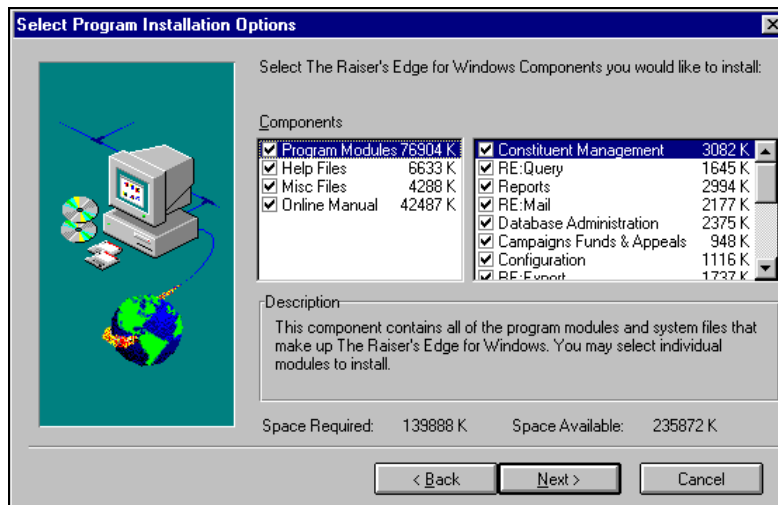 Select Program Installation Options
Select The Raiser's Edge for Windows Components you would like to install:
Components
Program Modules 76904 K
Help Files 6633 K
Misc Files 4288 K
Online Manual 42487 K
Constituent Management 3082 K
RE:Query 1645 K
Reports 2994 K
RE:Mail 2177 K
Database Administration 2375 K
Campaigns Funds & Appeals 948 K
Configuration 1116 K
RE:Export 1737 K
Description
This component contains all of the program modules and system files that
make up The Raiser's Edge for Windows. You may select individual
modules to install.
Space Required: 139888 K Space Available: 235872 K
< Back Next > Cancel